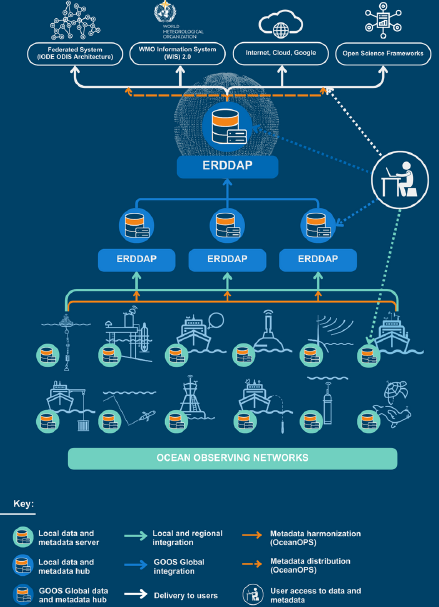 WORLD
METEOROLOGICAL
ORGANIZATION
Federated System
(IODE ODIS Architecture)
WMO Information System
(WIS) 2.0
Internet, Cloud, Google
Open Science Frameworks
ERDDAP
ERDDAP
ERDDAP
ERDDAP
OCEAN OBSERVING NETWORKS
Key:
Local data and
metadata server
Local and regional
integration
Metadata harmonization
(OceanOPS)
Local data and
metadata hub
GOOS Global
integration
Metadata distribution
(OceanOPS)
GOOS Global data
and metadata hub
Delivery to users
User access to data and
metadata